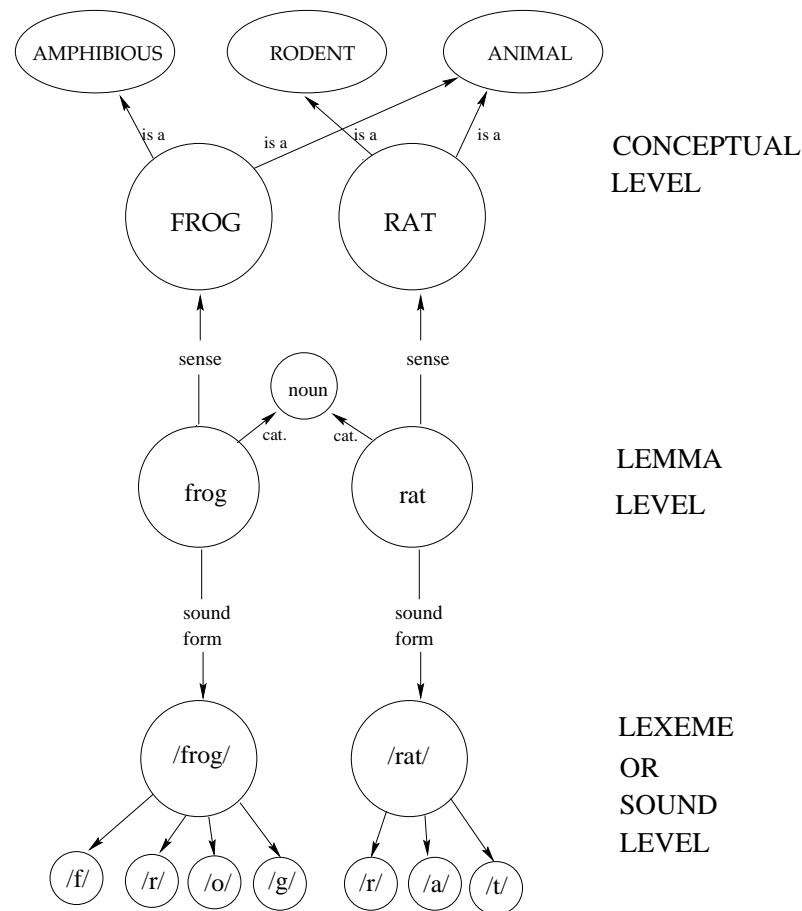 AMPHIBIOUS
RODENT
ANIMAL
is a
is a
is a
is a
CONCEPTUAL
LEVEL
FROG
RAT
sense
sense
noun
cat.
cat.
frog
rat
LEMMA
LEVEL
sound
form
sound
form
/frog/
/rat/
LEXEME
OR
SOUND
LEVEL
/f/
/r/
/o/
/g/
/r/
/a/
/t/